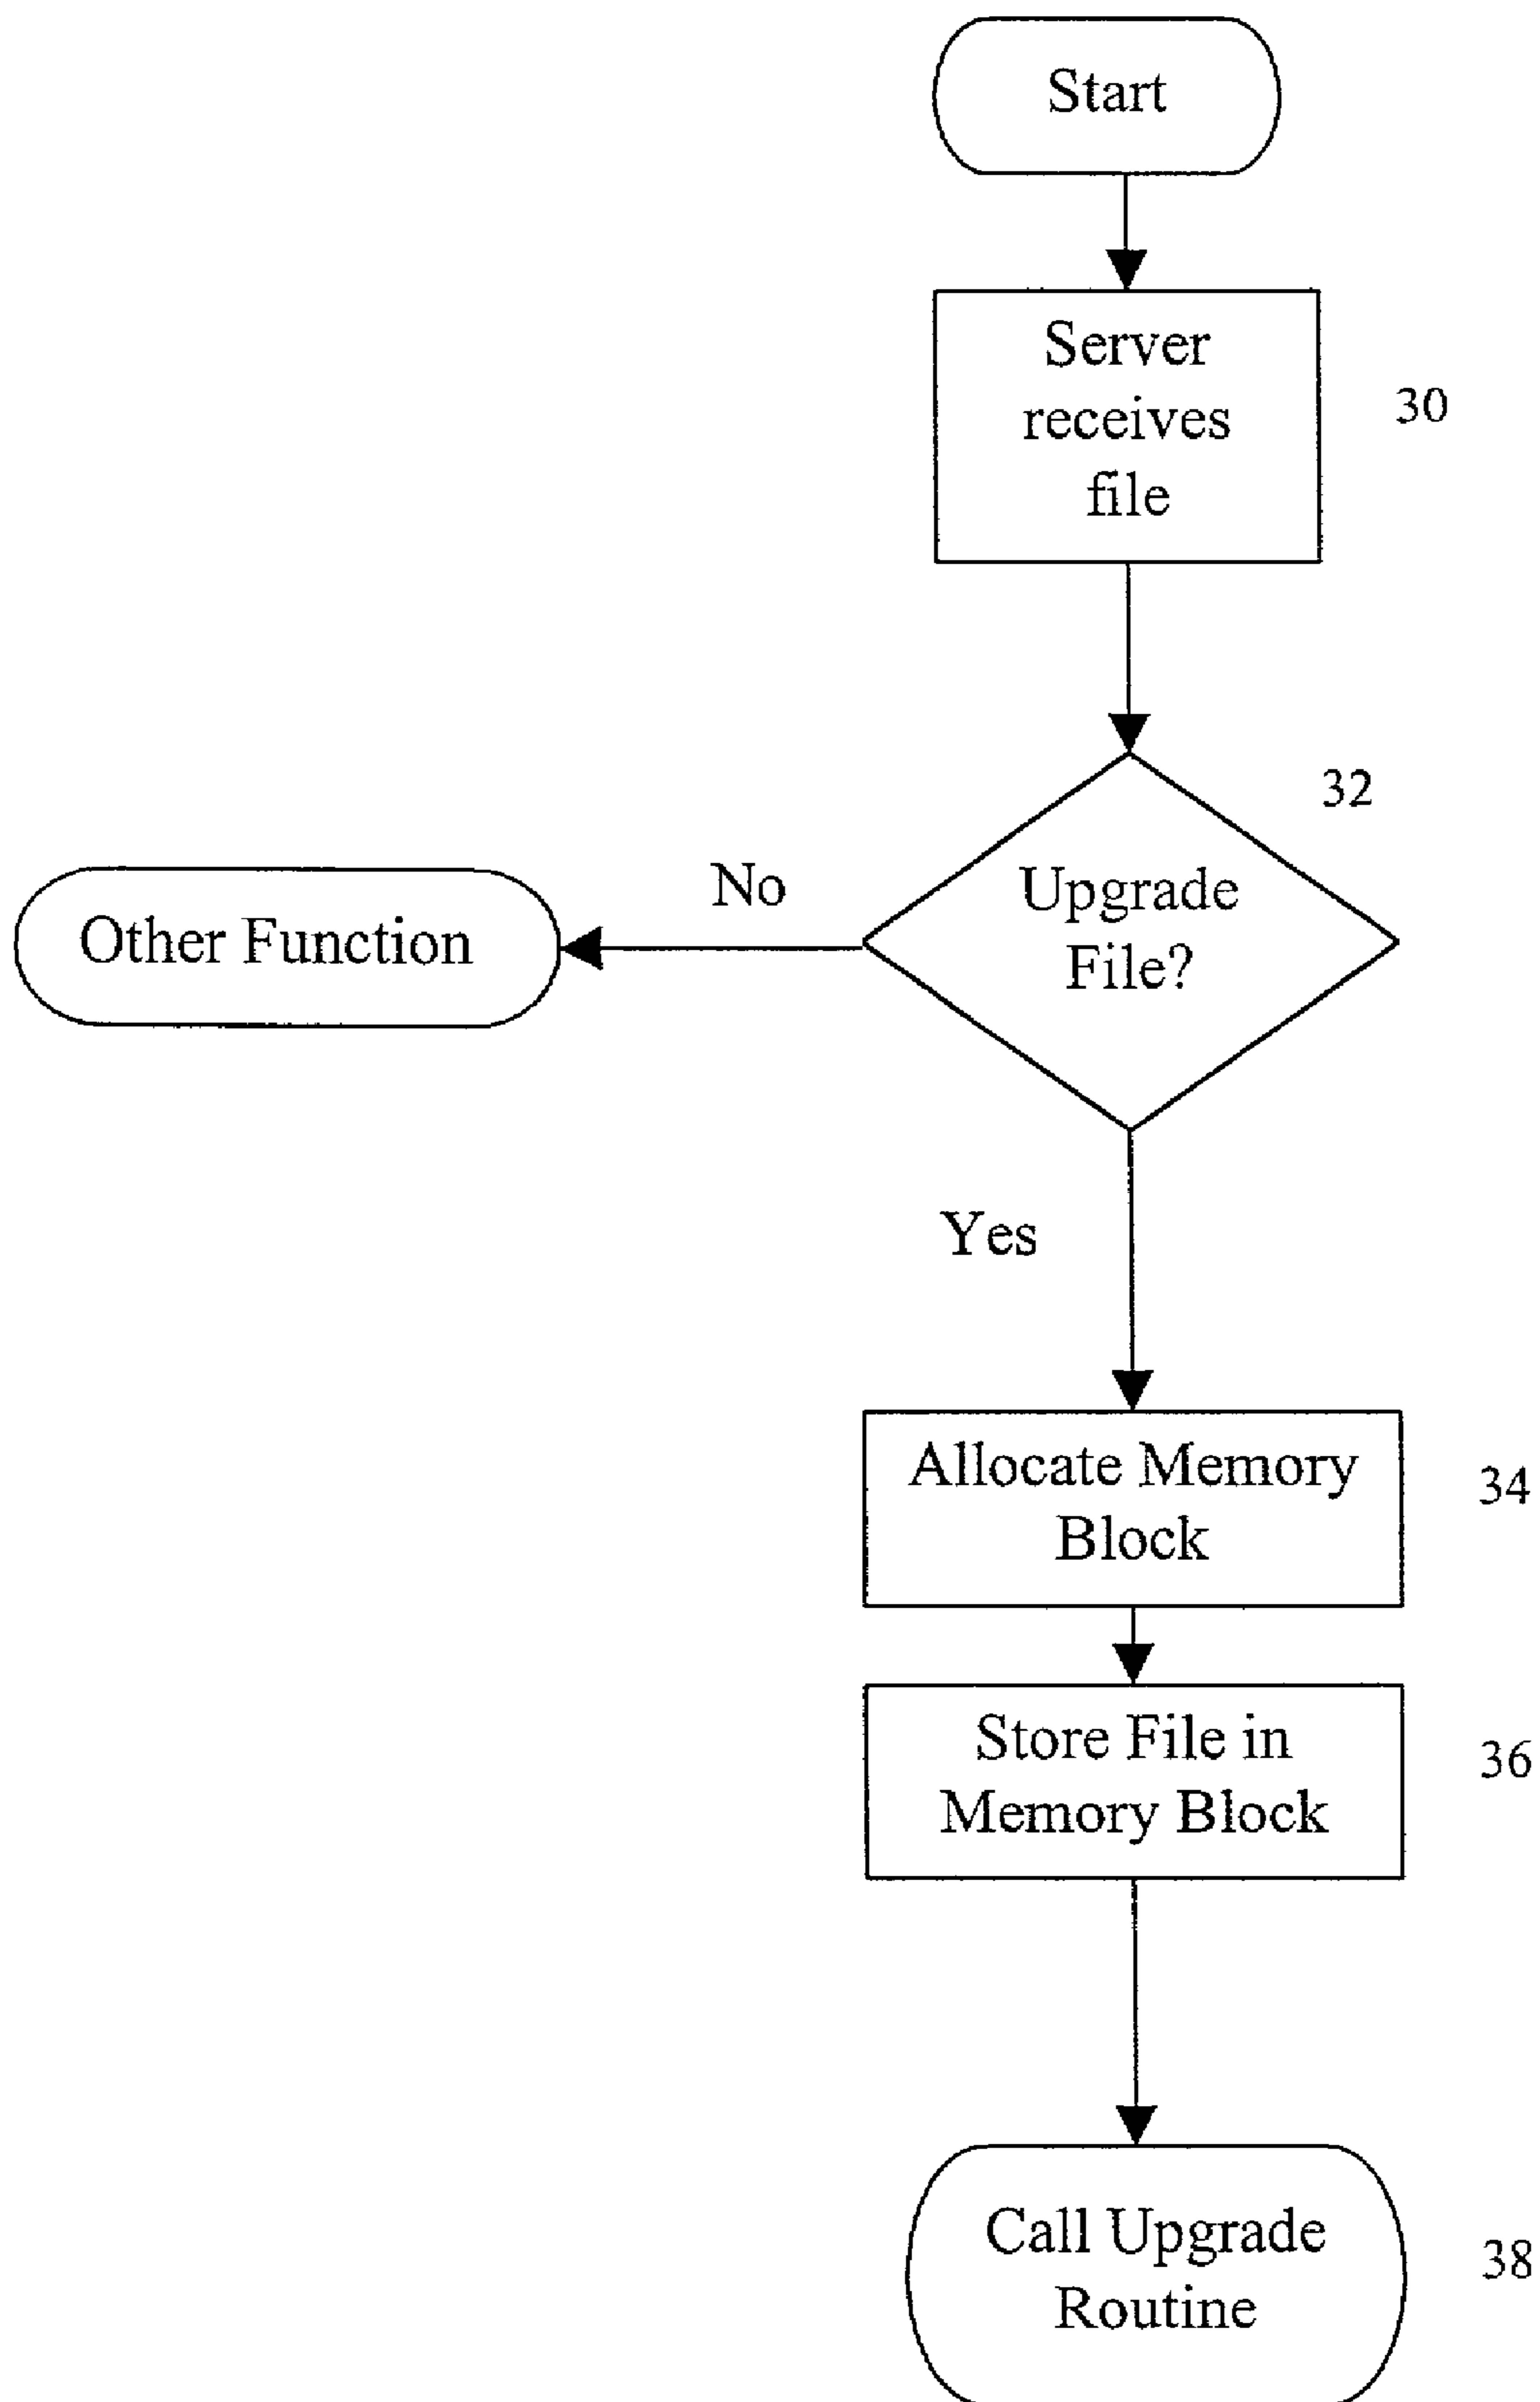 Start
Server
receives
file
30
32
Upgrade
File?
No
Other Function
Yes
Allocate Memory
Block
34
Store File in
Memory Block
36
Call Upgrade
Routine
38